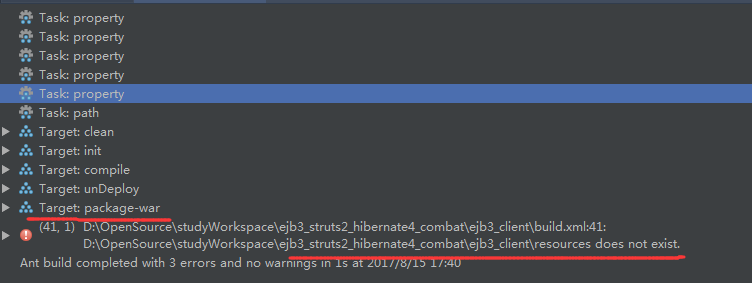 Task: property
Task: property
Task: property
Task: property
Task: property
Task: path
Target: clean
Target: init
Target: compile
Target: unDeploy
Target: package-war
(41, 1) D:\OpenSource\studyWorkspace\ejb3_struts2_hibernate4_combat\ejb3_client\build.xml:41:
D:\OpenSource\studyWorkspace\ejb3_struts2_hibernate4_combat\ejb3_client\resources does not exist.
Ant build completed with 3 errors and no warnings in 1s at 2017/8/15 17:40